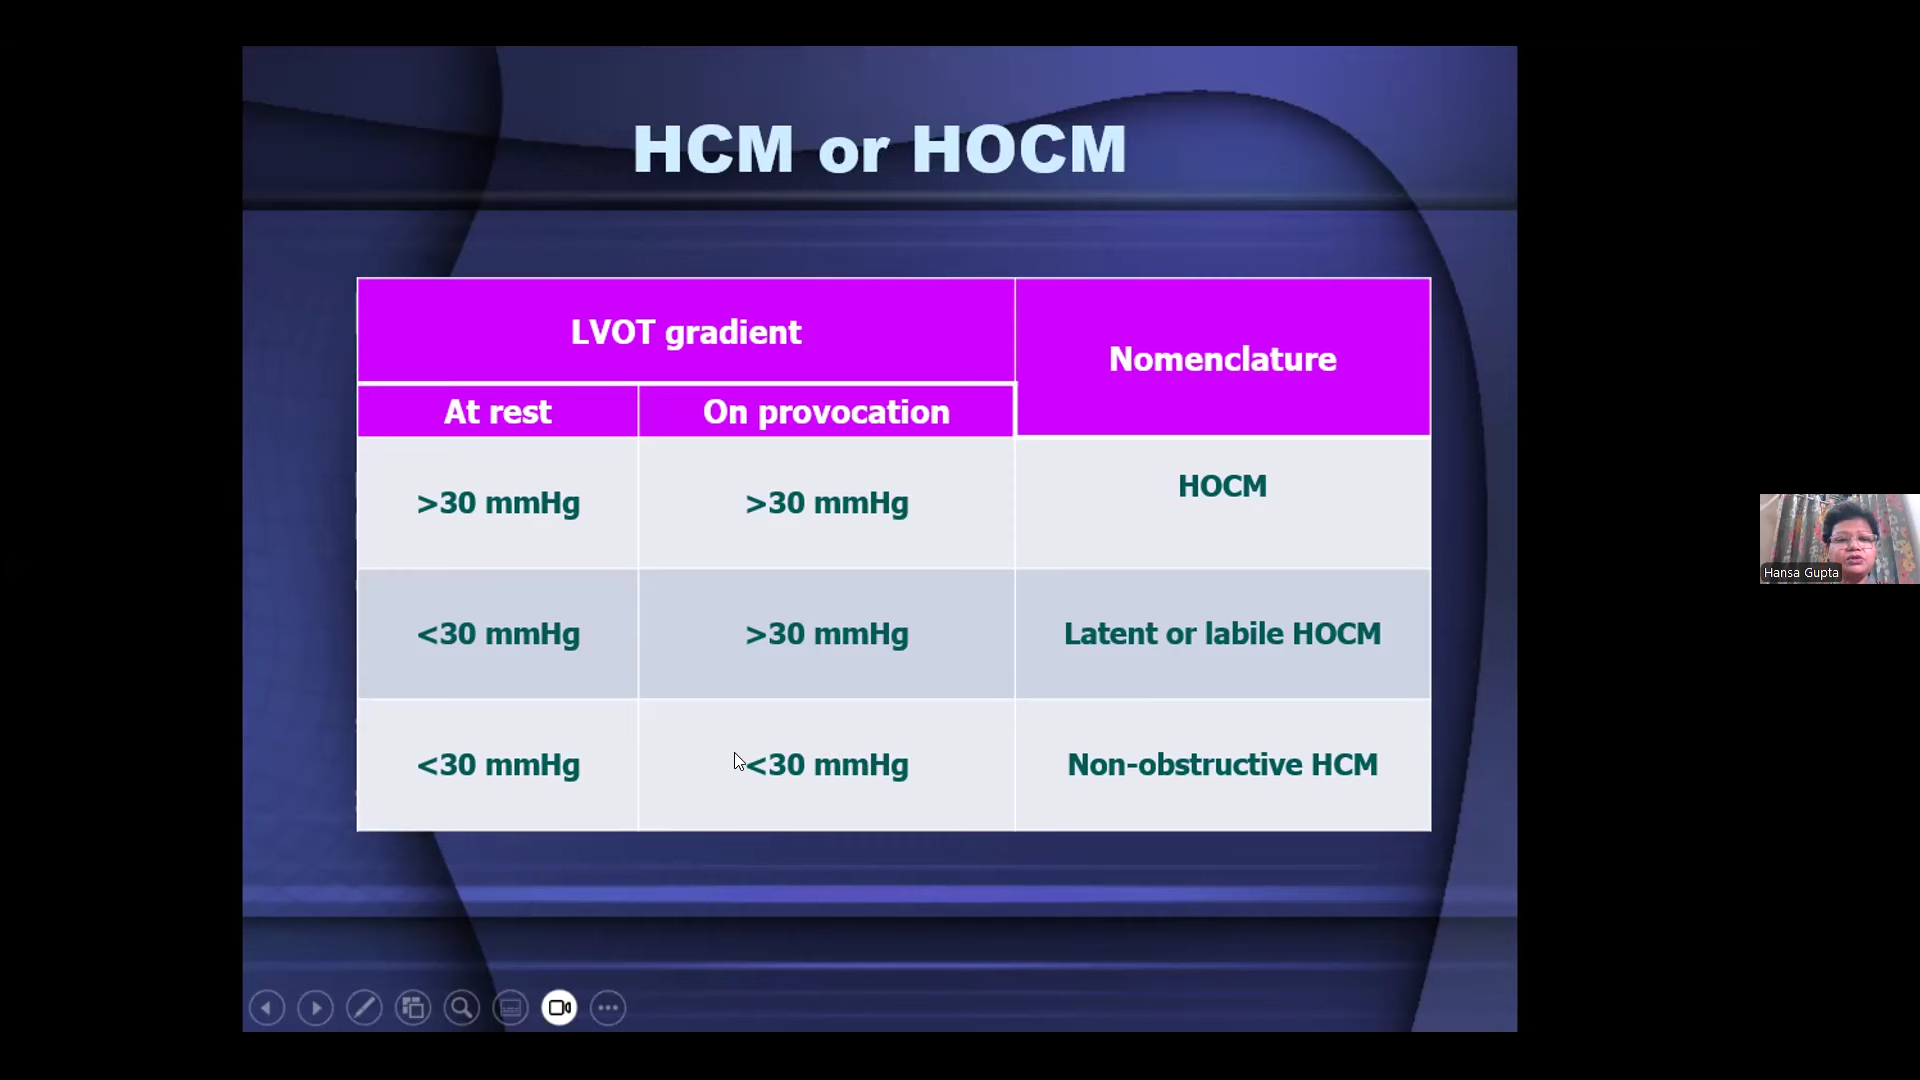 HCM or HOCM
LVOT gradient
Nomenclature
At rest
On provocation
>30 mmHg
>30 mmHg
HOCM
<30 mmHg
>30 mmHg
Latent or labile HOCM
<30 mmHg
<30 mmHg
Non-obstructive HCM
Hansa Gupta